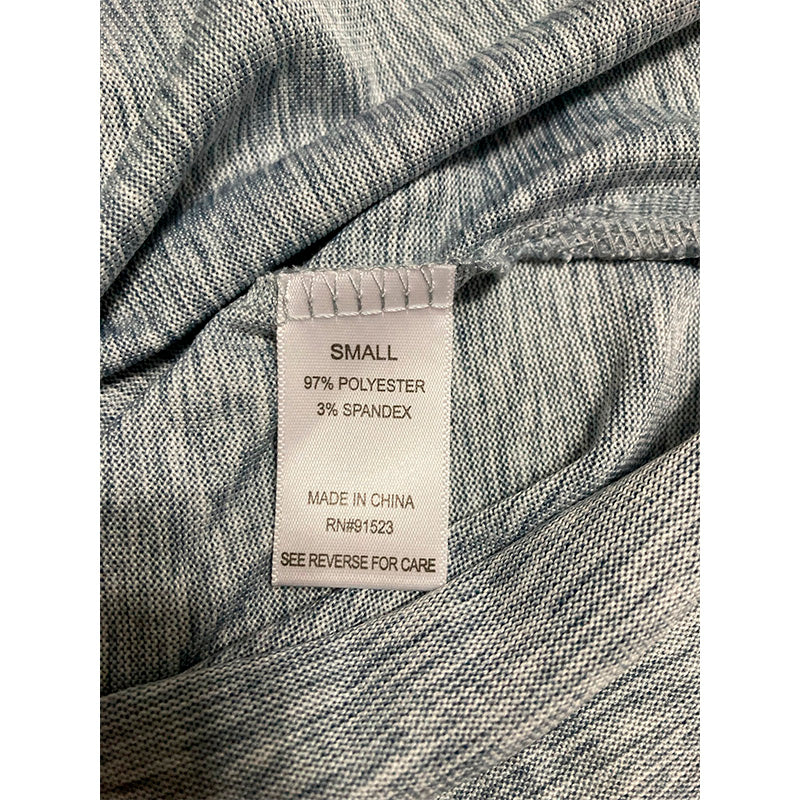 SMALL
97% POLYESTER
3% SPANDEX
MADE IN CHINA
RN#91523
SEE REVERSE FOR CARE